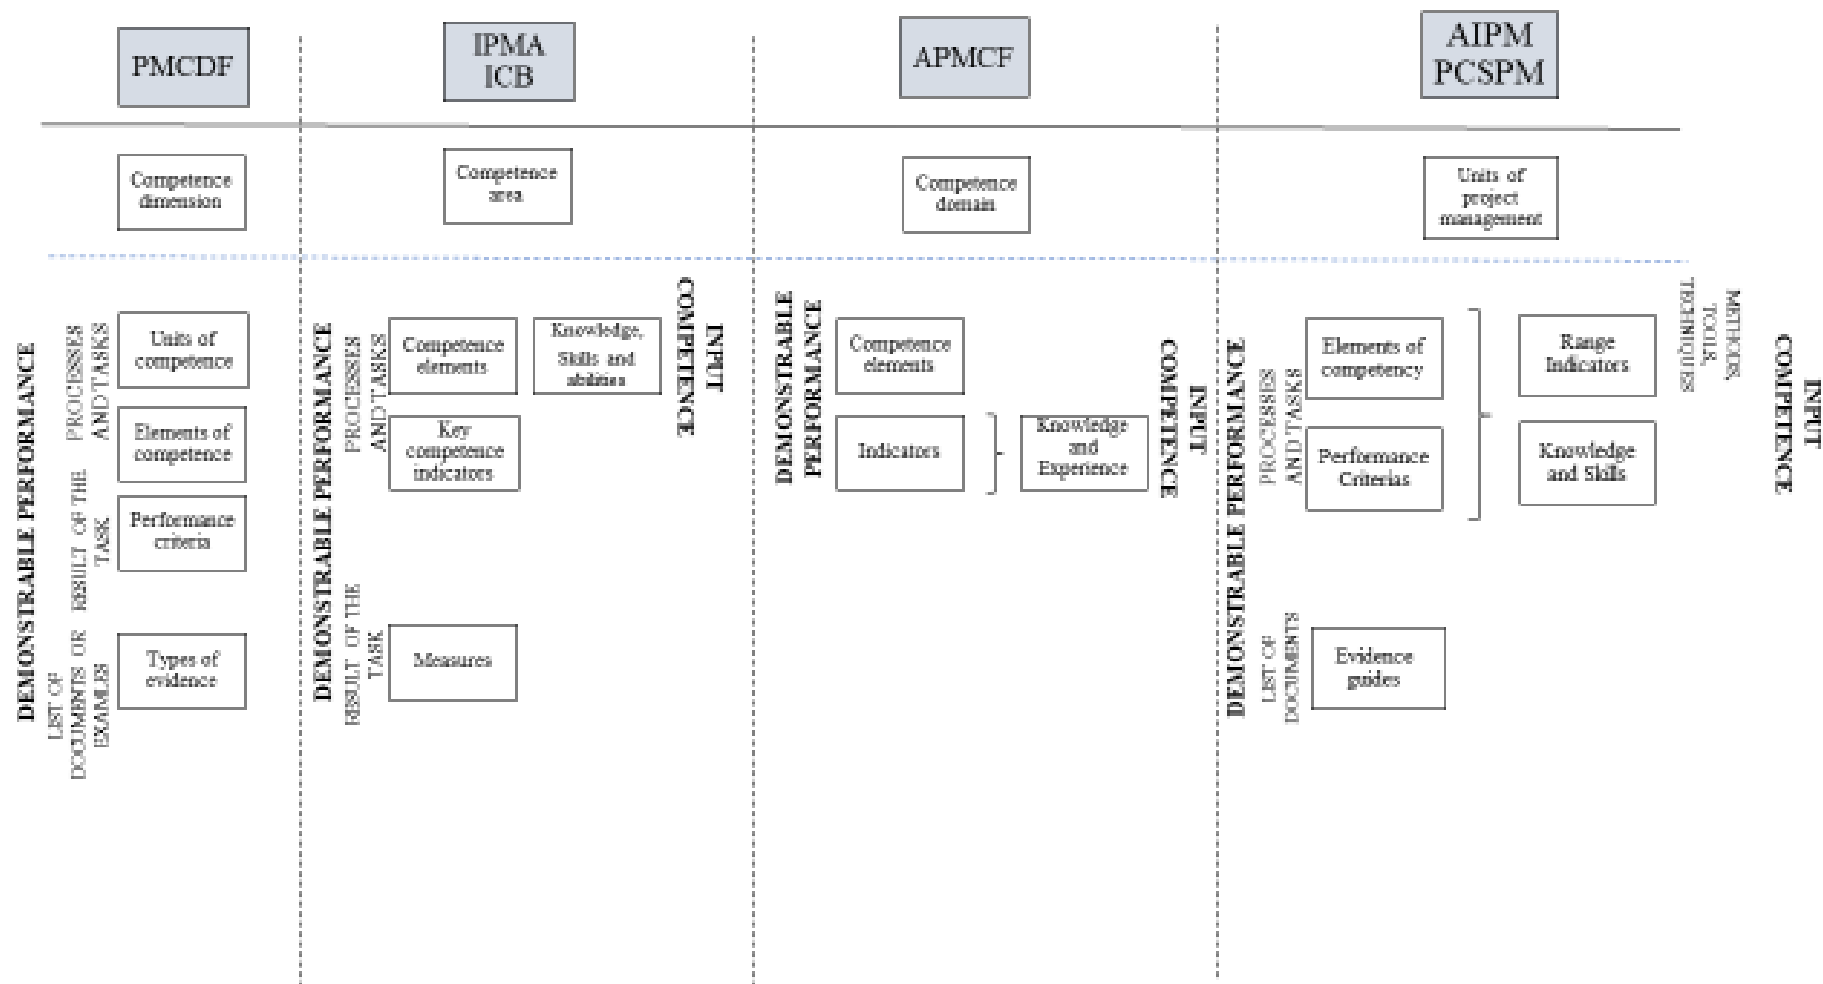 PMCDF
IPMA
ICB
APMCF
AIPM
PCSPM
Competence
dimension
Competence
area
Competence
domain
Units of
project
management
DEMONSTRABLE PERFORMANCE
PROCESSES
AND TASKS
Units of
competence
Elements of
competence
RESULT OF THE
TASK
Performance
criteria
LIST OF
DOCUMENTS OR
EXAMLES
Types of
evidence
DEMONSTRABLE PERFORMANCE
PROCESSES
AND TASKS
Competence
elements
Knowledge,
Skills and
abilities
INPUT
COMPETENCE
Key
competence
indicators
RESULT OF THE
TASK
Measures
DEMONSTRABLE
PERFORMANCE
Competence
elements
Indicators
Knowledge
and
Experience
INPUT
COMPETENCE
DEMONSTRABLE PERFORMANCE
PROCESSES
AND TASKS
Elements of
competency
Performance
Criterias
Range
Indicators
Knowledge
and Skills
METHODS,
TOOLS,
TECHNIQUES
INPUT
COMPETENCE
LIST OF
DOCUMENTS
Evidence
guides